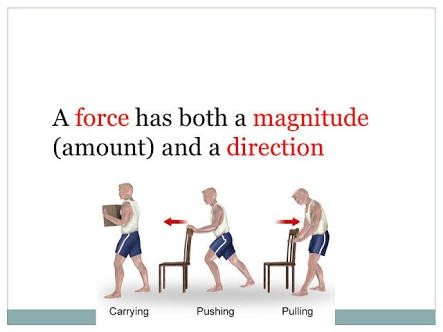 A force has both a magnitude
(amount) and a direction
Carrying
Pushing
Pulling